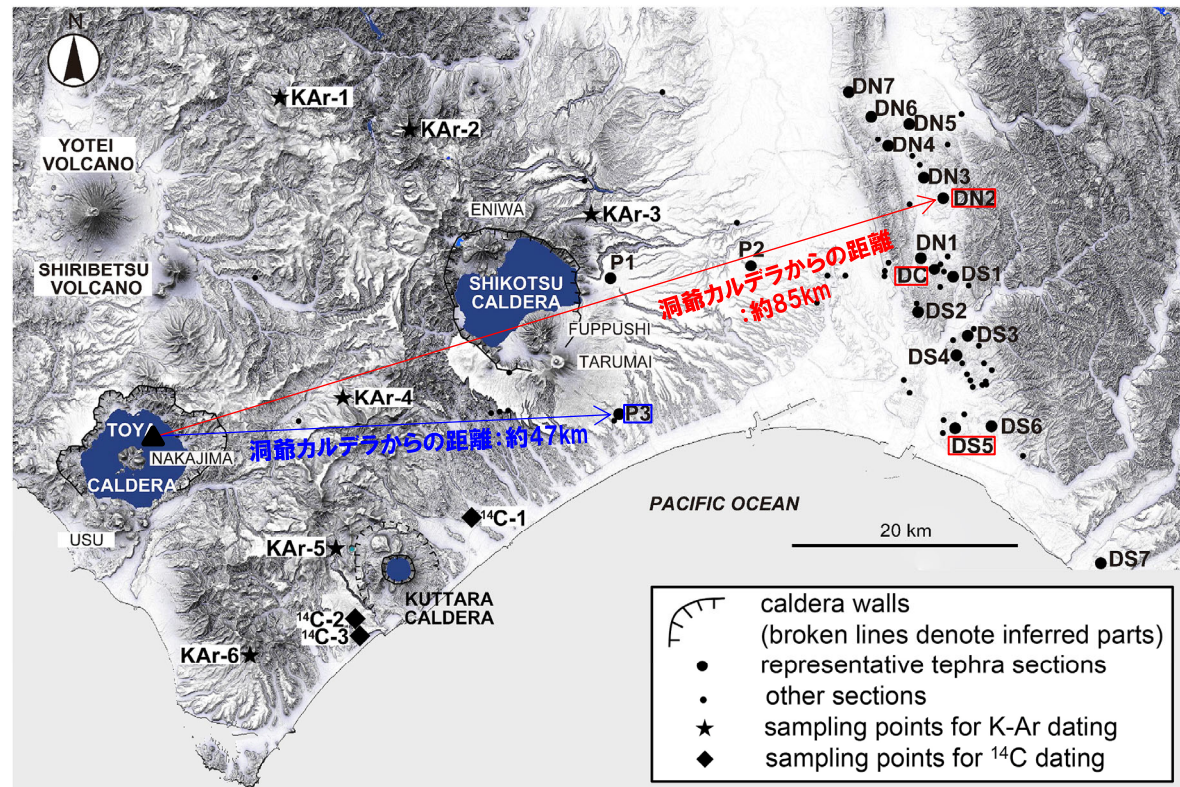 N
KAr-1
KAr-2
YOTEI
VOLCANO
SHIRIBETSU
VOLCANO
ENIWA
KAr-3
SHIKOTSU
CALDERA
P1
P2
FUPPUSHI
TARUMAI
DN7
DN6
DN5
DN4
DN3
DN2
DN1
DC
DS1
DS2
DS3
DS4
DS6
DS5
DS7
洞爺カルデラからの距離
:約85km
KAr-4
P3
洞爺カルデラからの距離:約47km
TOYA
NAKAJIMA
CALDERA
USU
14C-1
KAr-5
KUTTARA
CALDERA
14C-2
14C-3
KAr-6
PACIFIC OCEAN
20 km
caldera walls
(broken lines denote inferred parts)
representative tephra sections
other sections
sampling points for K-Ar dating
sampling points for 14C dating